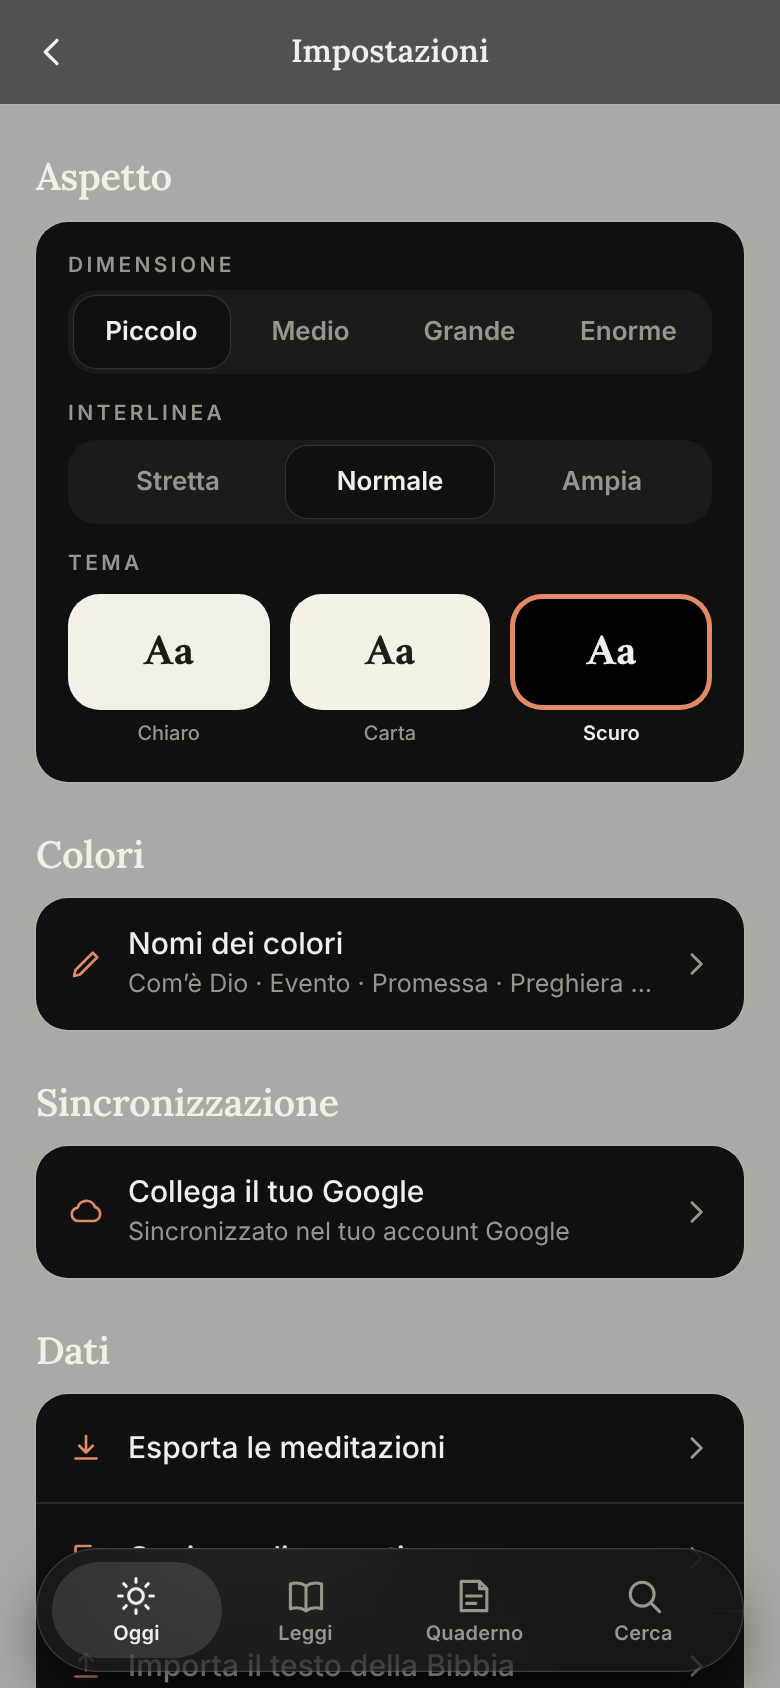 Impostazioni
Aspetto
DIMENSIONE
Piccolo Medio Grande Enorme
INTERLINEA
Stretta Normale Ampia
TEMA
Aa Aa Aa
Chiaro Carta Scuro
Colori
Nomi dei colori
Com’è Dio · Evento · Promessa · Preghiera ...
Sincronizzazione
Collega il tuo Google
Sincronizzato nel tuo account Google
Dati
Esporta le meditazioni
Oggi Leggi Quaderno Cerca
Importa il testo della Bibbia